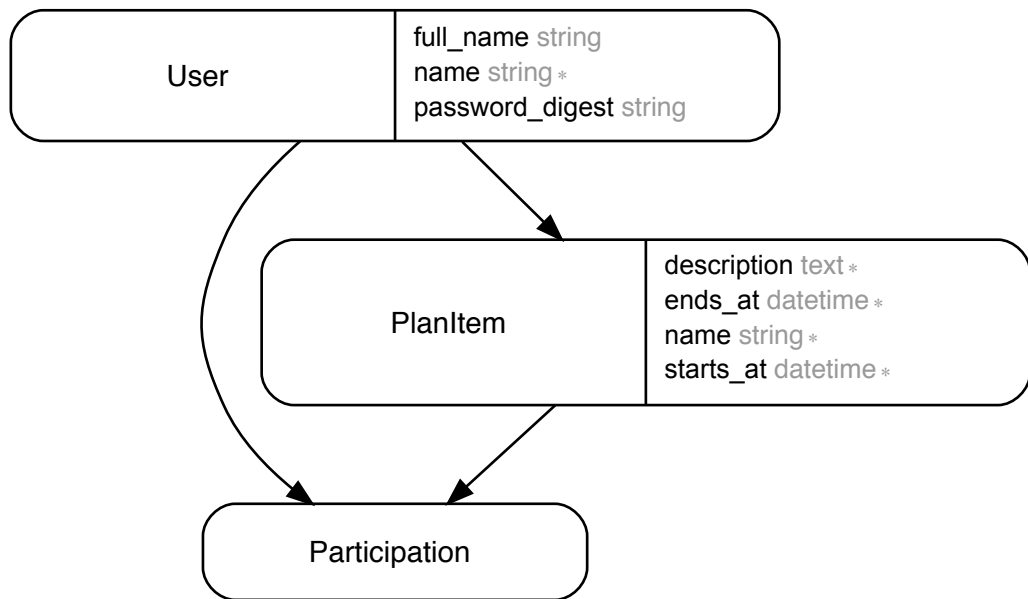 User
full_name string
name string *
password_digest string
PlanItem
description text *
ends_at datetime *
name string *
starts_at datetime *
Participation